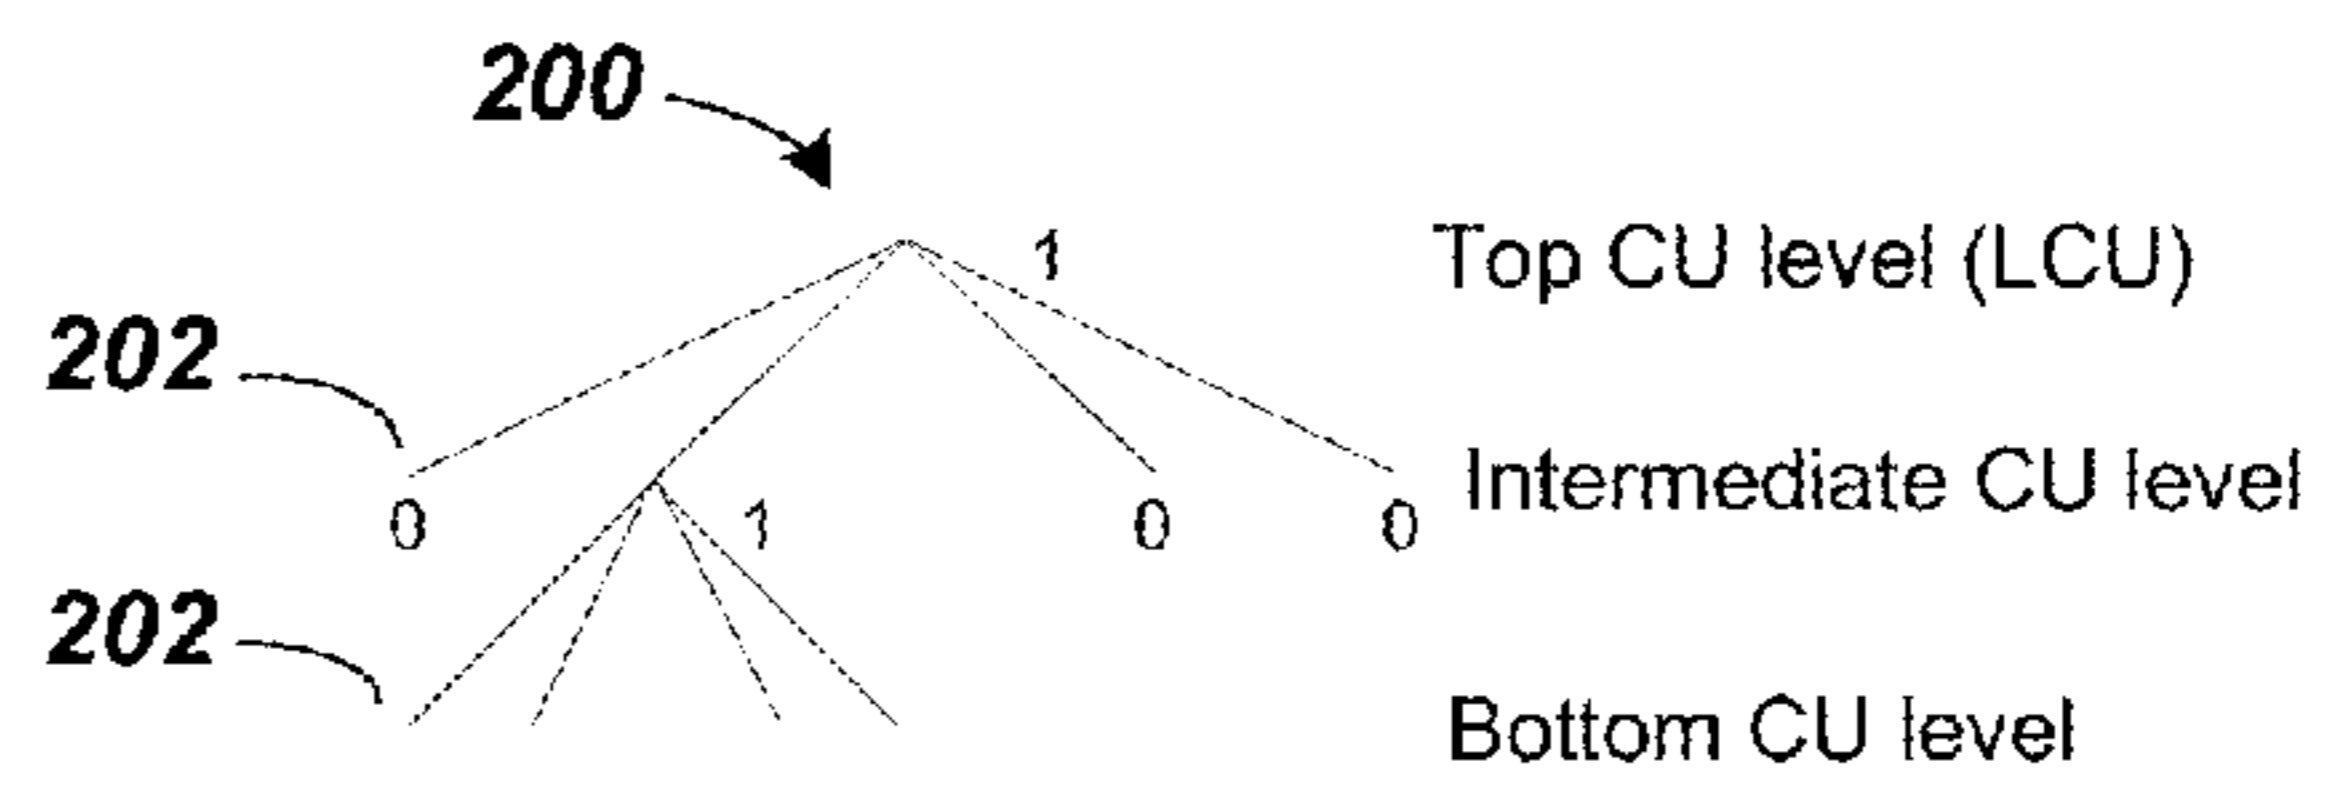 200
1 Top CU level (LCU)
202
0 1 0 0 Intermediate CU level
202
Bottom CU level